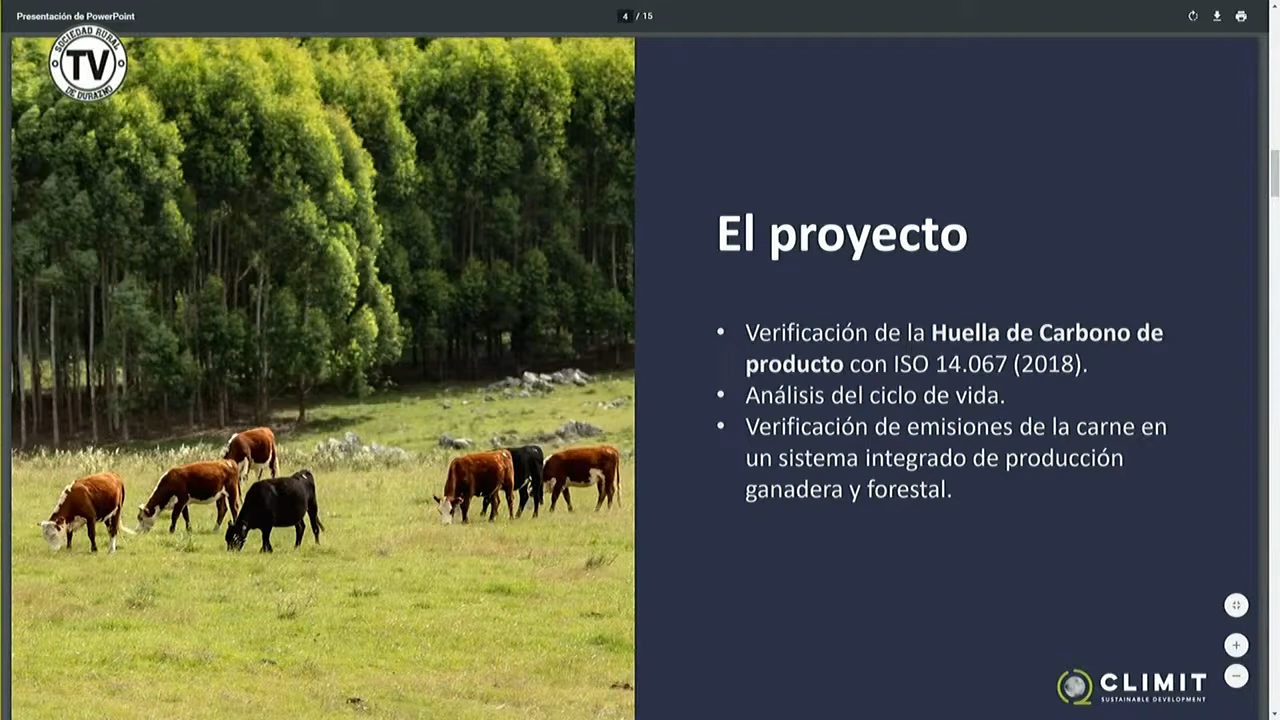 Presentación de PowerPoint
4 / 15
SOCIEDAD RURAL
TV
DE DURAZNO
El proyecto
• Verificación de la Huella de Carbono de
producto con ISO 14.067 (2018).
• Análisis del ciclo de vida.
• Verificación de emisiones de la carne en
un sistema integrado de producción
ganadera y forestal.
CLIMIT
SUSTAINABLE DEVELOPMENT